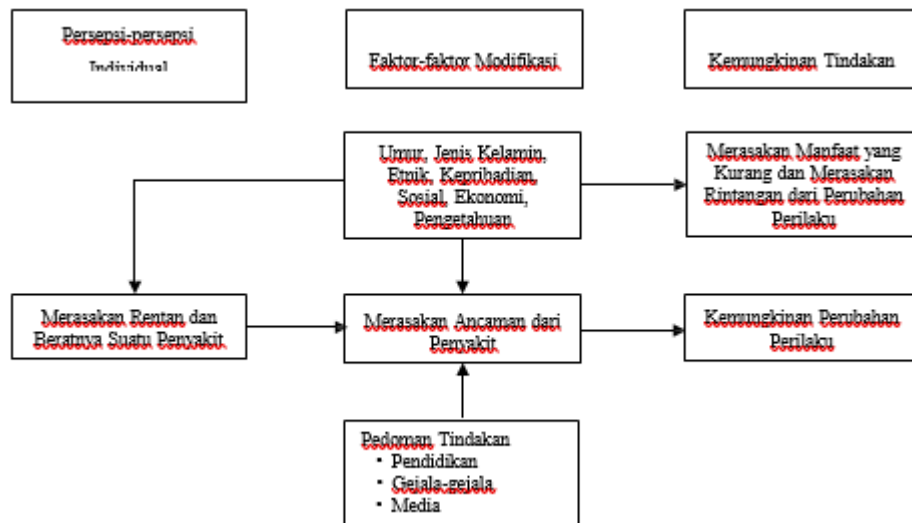 Persepsi-persepsi
Individual
Faktor-faktor Modifikasi
Kemungkinan Tindakan
Umur, Jenis Kelamin,
Etnik, Kepribadian
Sosial, Ekonomi,
Pengetahuan
Merasakan Manfaat yang
Kurang dan Merasakan
Rintangan dari Perubahan
Perilaku
Merasakan Rentan dan
Beratnya Suatu Penyakit
Merasakan Ancaman dari
Penyakit
Kemungkinan Perubahan
Perilaku
Pedoman Tindakan
▪ Pendidikan
▪ Gejala-gejala
▪ Media